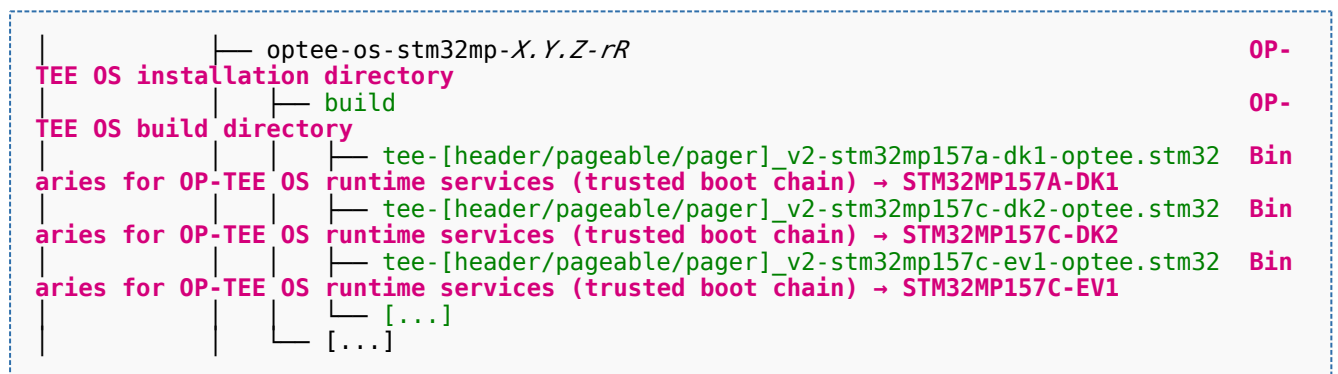 │          ├── optee-os-stm32mp-X.Y.Z-rR                                          OP-
TEE OS installation directory
│          │   ├── build                                                          OP-
TEE OS build directory
│          │   │   ├── tee-[header/pageable/pager]_v2-stm32mp157a-dk1-optee.stm32  Bin
aries for OP-TEE OS runtime services (trusted boot chain) → STM32MP157A-DK1
│          │   │   ├── tee-[header/pageable/pager]_v2-stm32mp157c-dk2-optee.stm32  Bin
aries for OP-TEE OS runtime services (trusted boot chain) → STM32MP157C-DK2
│          │   │   ├── tee-[header/pageable/pager]_v2-stm32mp157c-ev1-optee.stm32  Bin
aries for OP-TEE OS runtime services (trusted boot chain) → STM32MP157C-EV1
│          │   │   └── [...]
│          │   └── [...]